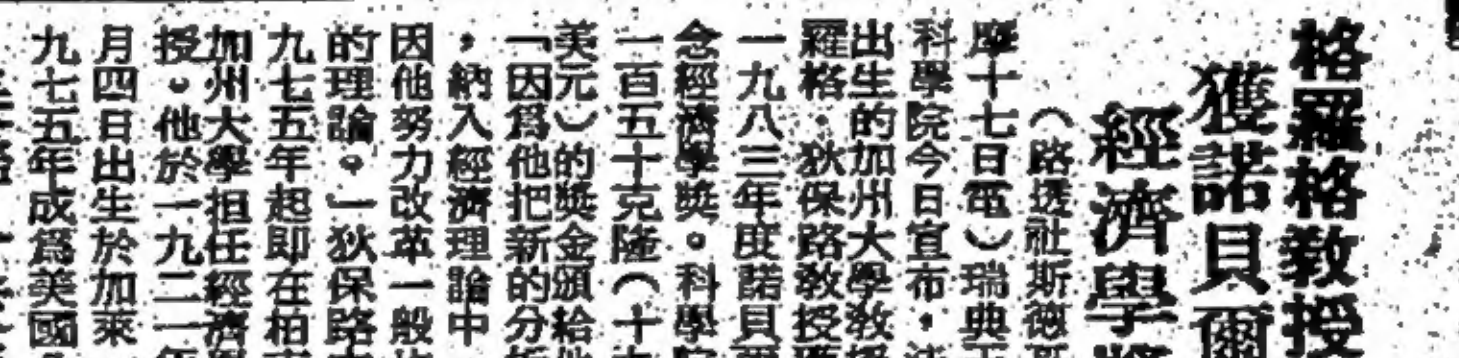 格羅格教授
獲諾貝爾
經濟學獎
（路透社斯德哥
摩十七日電）瑞典王
科學院今日宣布，法
出生的加州大學教授
羅格．狄保路教授獲
一九八三年度諾貝爾
念經濟學獎。科學院
一百五十克隆（十九
美元）的獎金頒給他
「因爲他把新的分析
，納入經濟理論中
因他努力改革一般
的理論。」狄保路
九七五年起即在柏
加州大學担任經濟
授。他於一九二一年
月四日出生於加萊
九七五年成爲美國